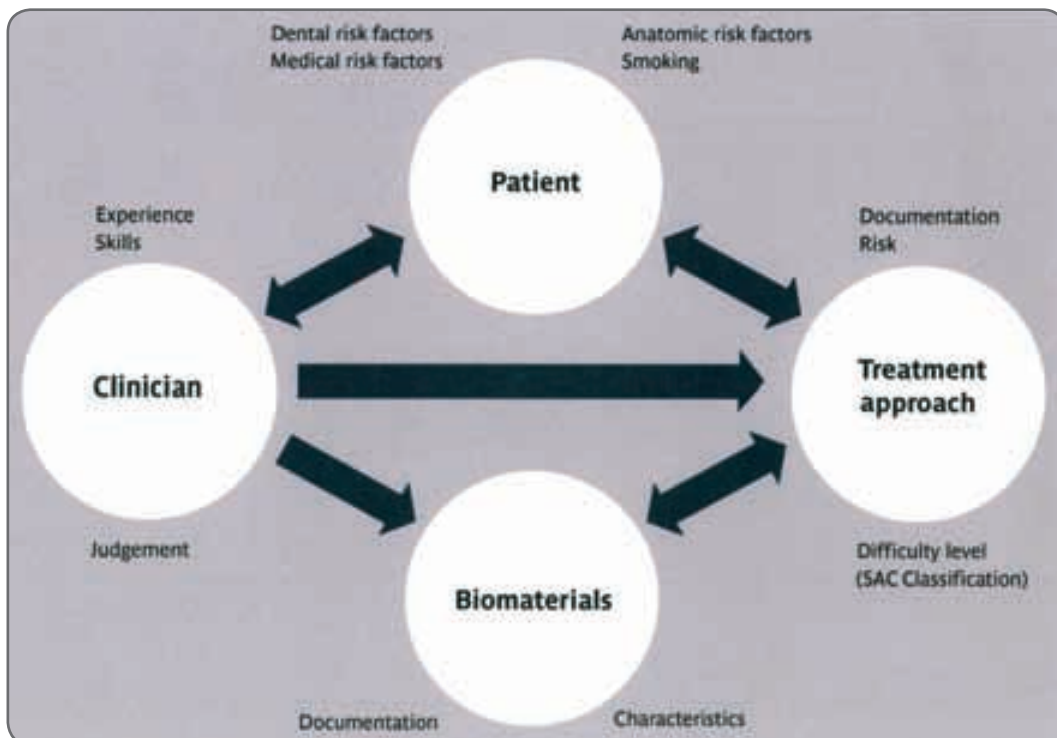 Dental risk factors
Medical risk factors
Anatomic risk factors
Smoking
Patient
Experience
Skills
Documentation
Risk
Clinician
Treatment
approach
Judgement
Difficulty level
(SAC Classification)
Biomaterials
Documentation
Characteristics